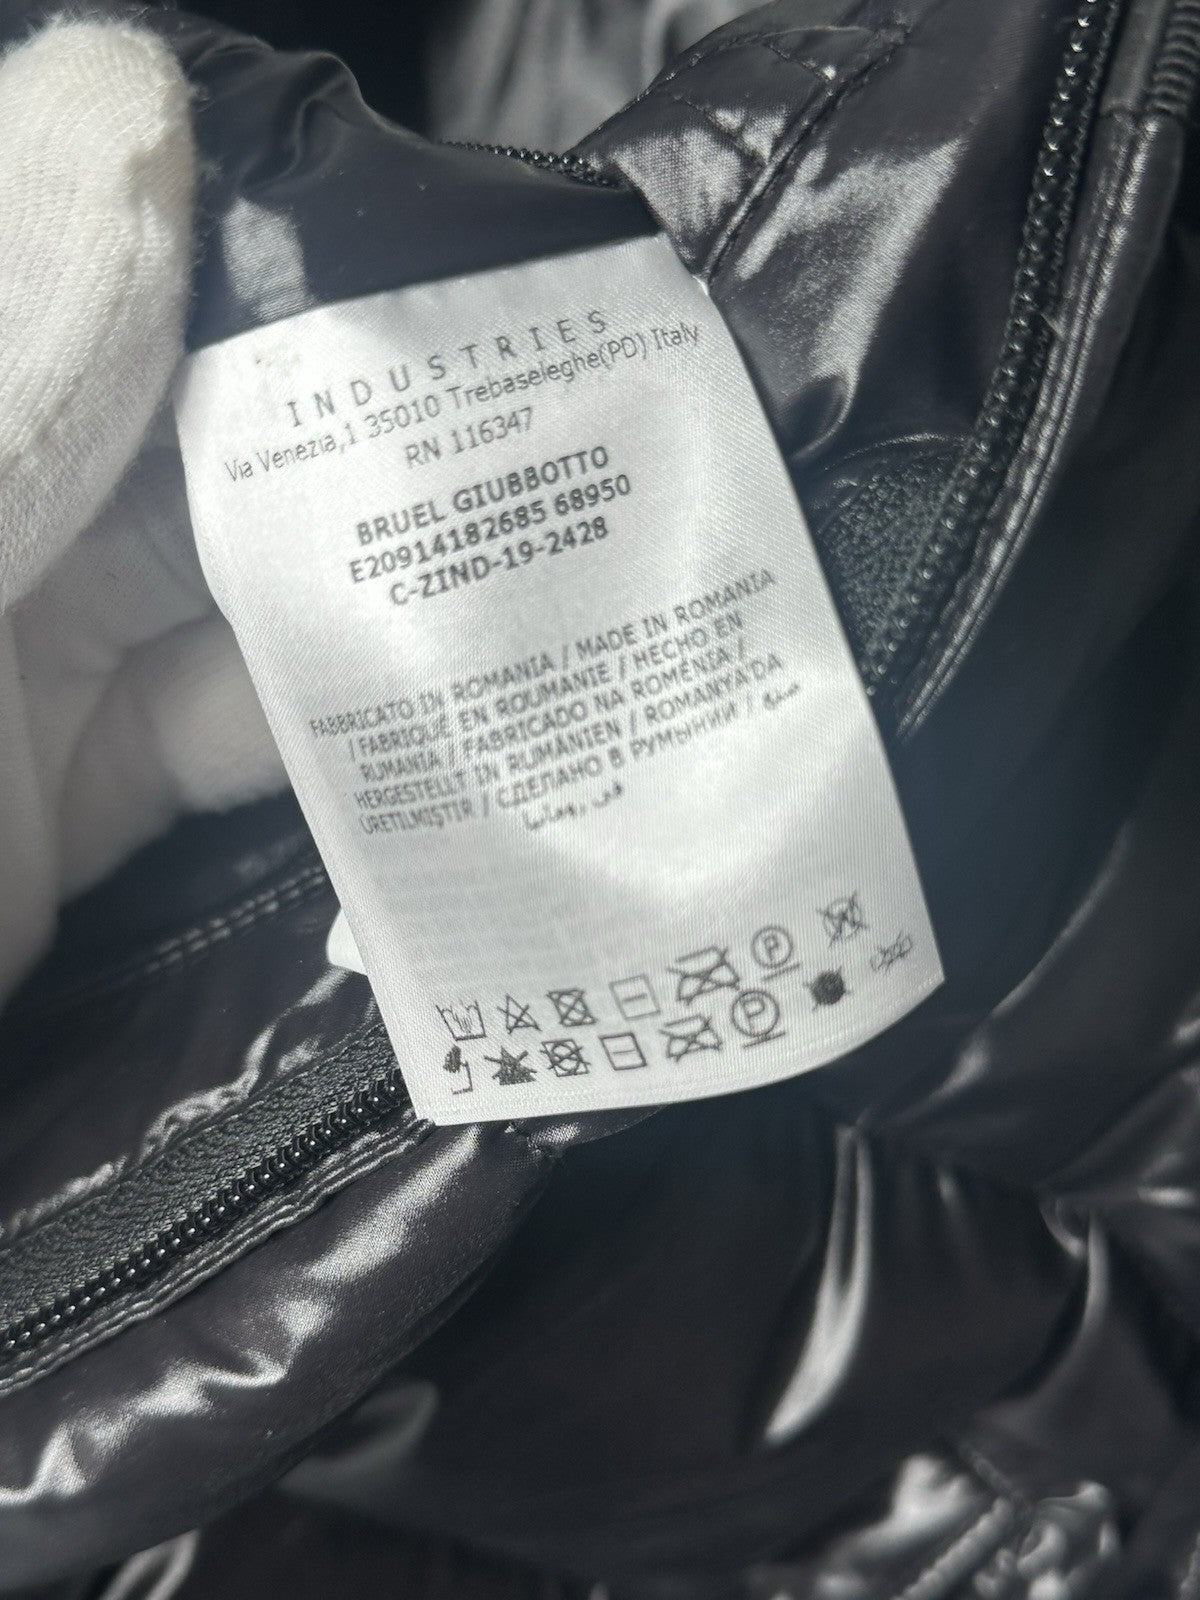 INDUSTRIES
Via Venezia,1 35010 Trebaseleghe(PD) Italy
RN 116347
BRUEL GIUBBOTTO
E20914182685 68950
C-ZIND-19-2428
FABBRICATO IN ROMANIA / MADE IN ROMANIA
/ FABRIQUÉ EN ROUMANIE / HECHO EN
RUMANIA / FABRICADO NA ROMÉNIA /
HERGESTELLT IN RUMÄNIEN / ROMANYA'DA
ÜRETILMIŞTIR / СДЕЛАНО В РУМЫНИИ / صنع
في رومانيا
P
P